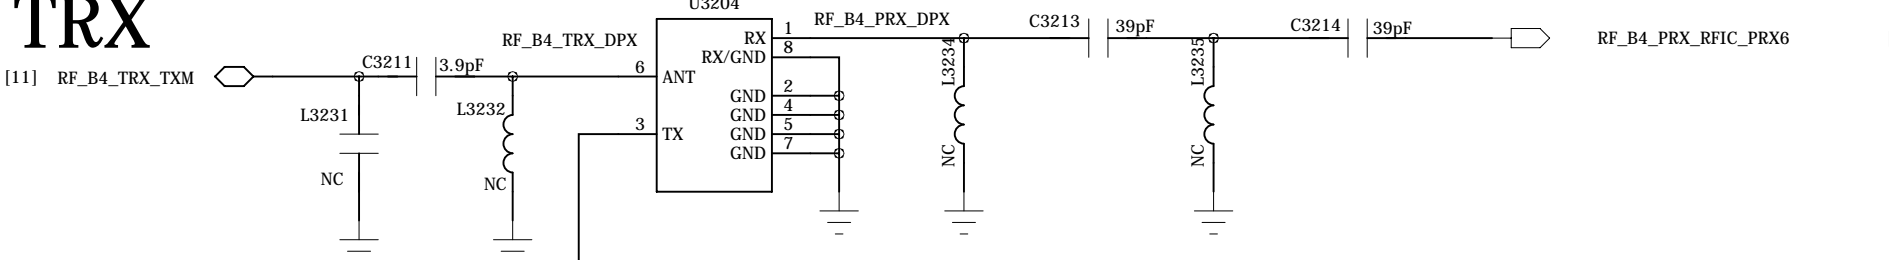 TRX
U3204
[11] RF_B4_TRX_TXM
C3211
3.9pF
RF_B4_TRX_DPX
L3231
NC
L3232
NC
6
ANT
3
TX
RX
1
RX/GND
8
GND
2
GND
4
GND
5
GND
7
RF_B4_PRX_DPX
L3234
NC
C3213
39pF
L3235
NC
C3214
39pF
RF_B4_PRX_RFIC_PRX6